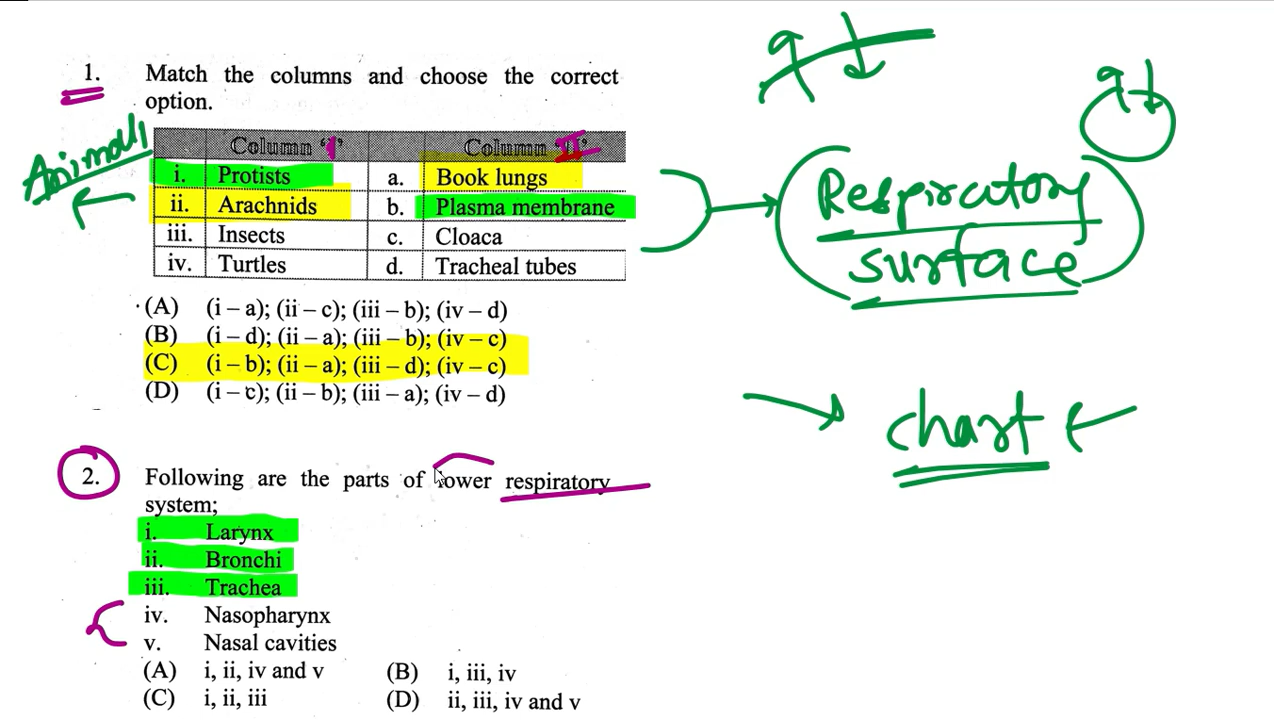 1. Match the columns and choose the correct
option.
Animals
Column ‘I’ Column ‘II’
i. Protists a. Book lungs
ii. Arachnids b. Plasma membrane
iii. Insects c. Cloaca
iv. Turtles d. Tracheal tubes
(A) (i – a); (ii – c); (iii – b); (iv – d)
(B) (i – d); (ii – a); (iii – b); (iv – c)
(C) (i – b); (ii – a); (iii – d); (iv – c)
(D) (i – c); (ii – b); (iii – a); (iv – d)
Respiratory
surface
chart
2. Following are the parts of lower respiratory
system;
i. Larynx
ii. Bronchi
iii. Trachea
iv. Nasopharynx
v. Nasal cavities
(A) i, ii, iv and v (B) i, iii, iv
(C) i, ii, iii (D) ii, iii, iv and v